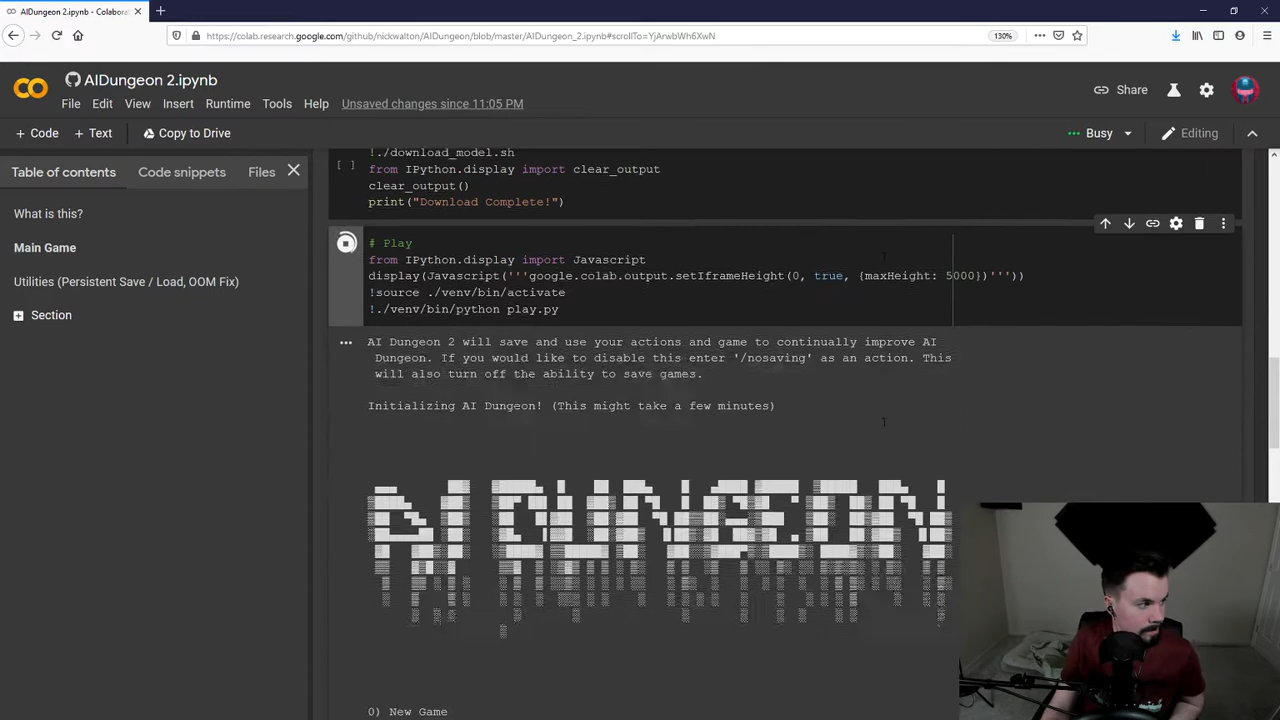 AIDungeon 2.ipynb - Colabora
https://colab.research.google.com/github/nickwalton/AIDungeon/blob/master/AIDungeon_2.ipynb#scrollTo=YjArwbWh6XwN
130%
AIDungeon 2.ipynb
Share
File Edit View Insert Runtime Tools Help Unsaved changes since 11:05 PM
+ Code + Text Copy to Drive
Busy
Editing
Table of contents Code snippets Files
What is this?
Main Game
Utilities (Persistent Save / Load, OOM Fix)
Section
!./download_model.sh
[ ] from IPython.display import clear_output
clear_output()
print("Download Complete!")
# Play
from IPython.display import Javascript
display(Javascript('''google.colab.output.setIframeHeight(0, true, {maxHeight: 5000})'''))
!source ./venv/bin/activate
!./venv/bin/python play.py
AI Dungeon 2 will save and use your actions and game to continually improve AI
Dungeon. If you would like to disable this enter '/nosaving' as an action. This
will also turn off the ability to save games.
Initializing AI Dungeon! (This might take a few minutes)
AI DUNGEON
0) New Game